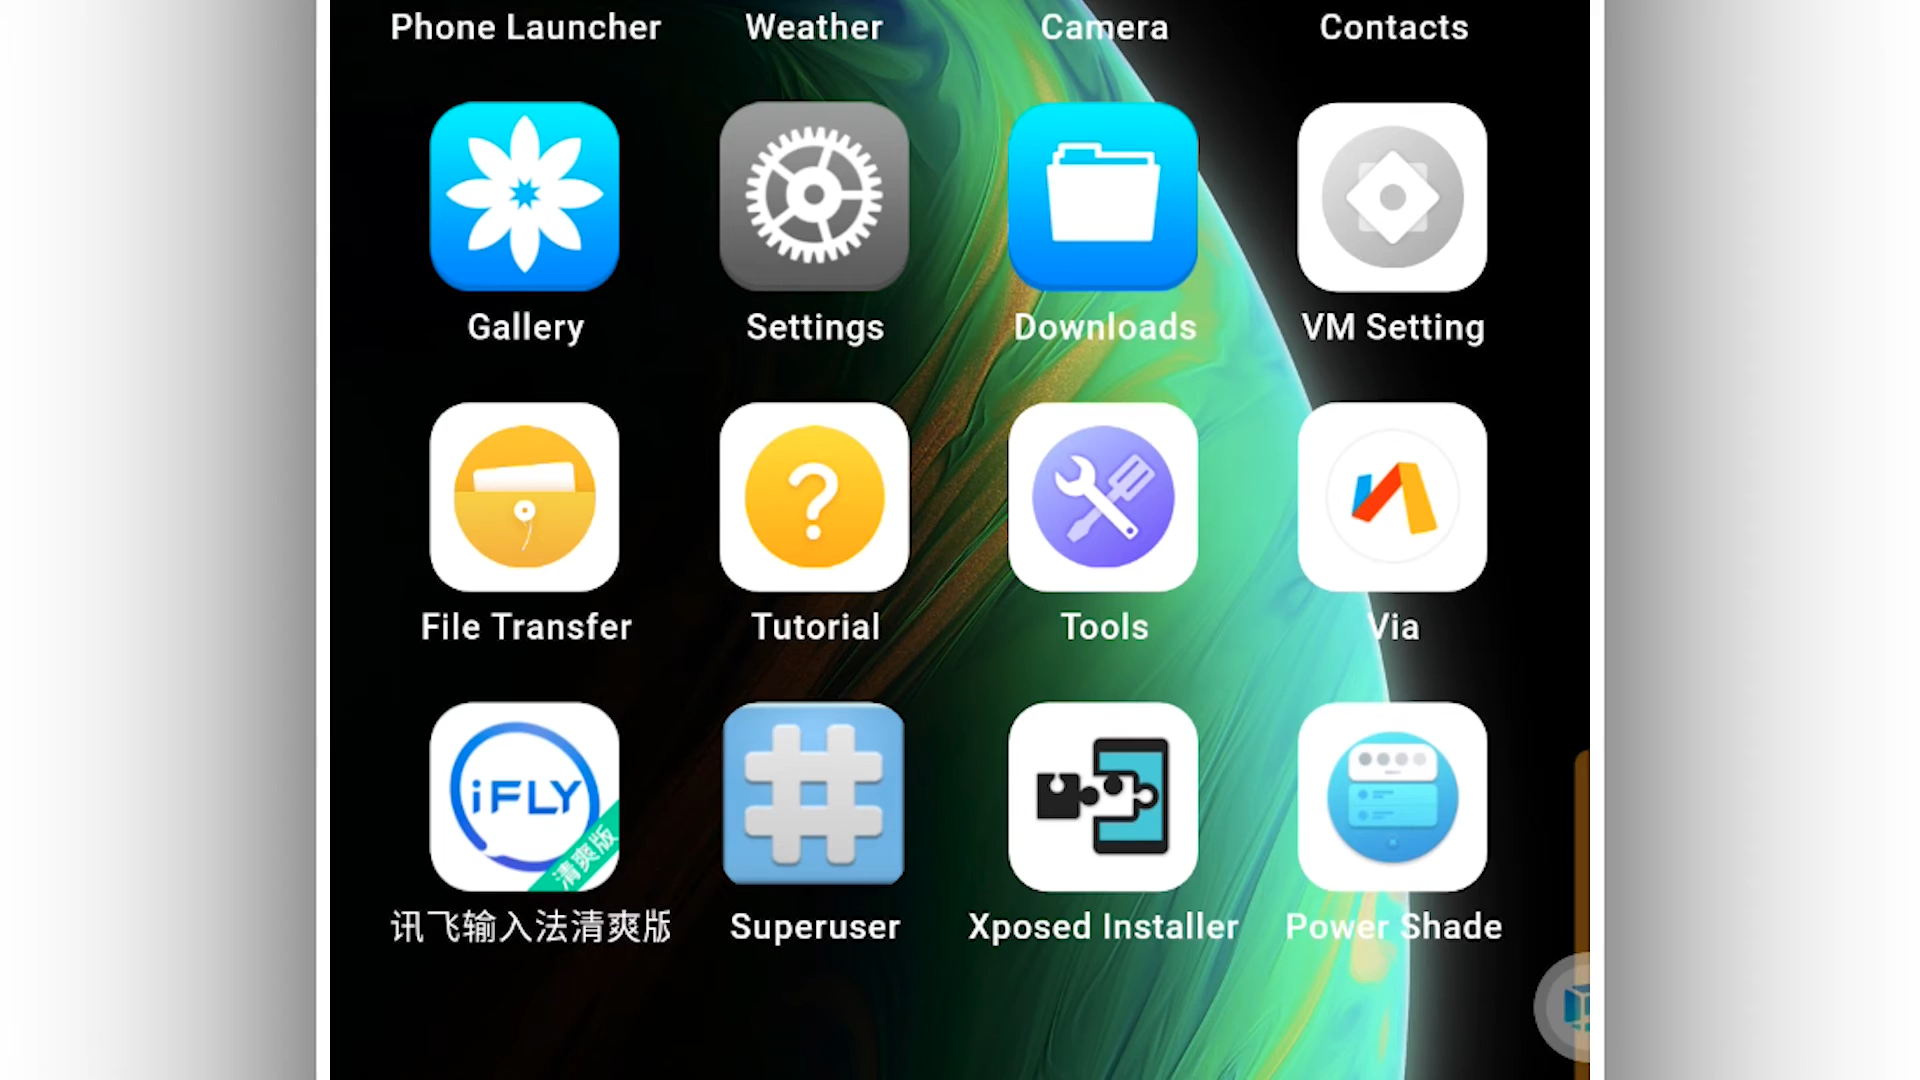 Phone Launcher Weather Camera Contacts
Gallery Settings Downloads VM Setting
?
File Transfer Tutorial Tools Via
iFLY
清爽版
讯飞输入法清爽版 Superuser Xposed Installer Power Shade